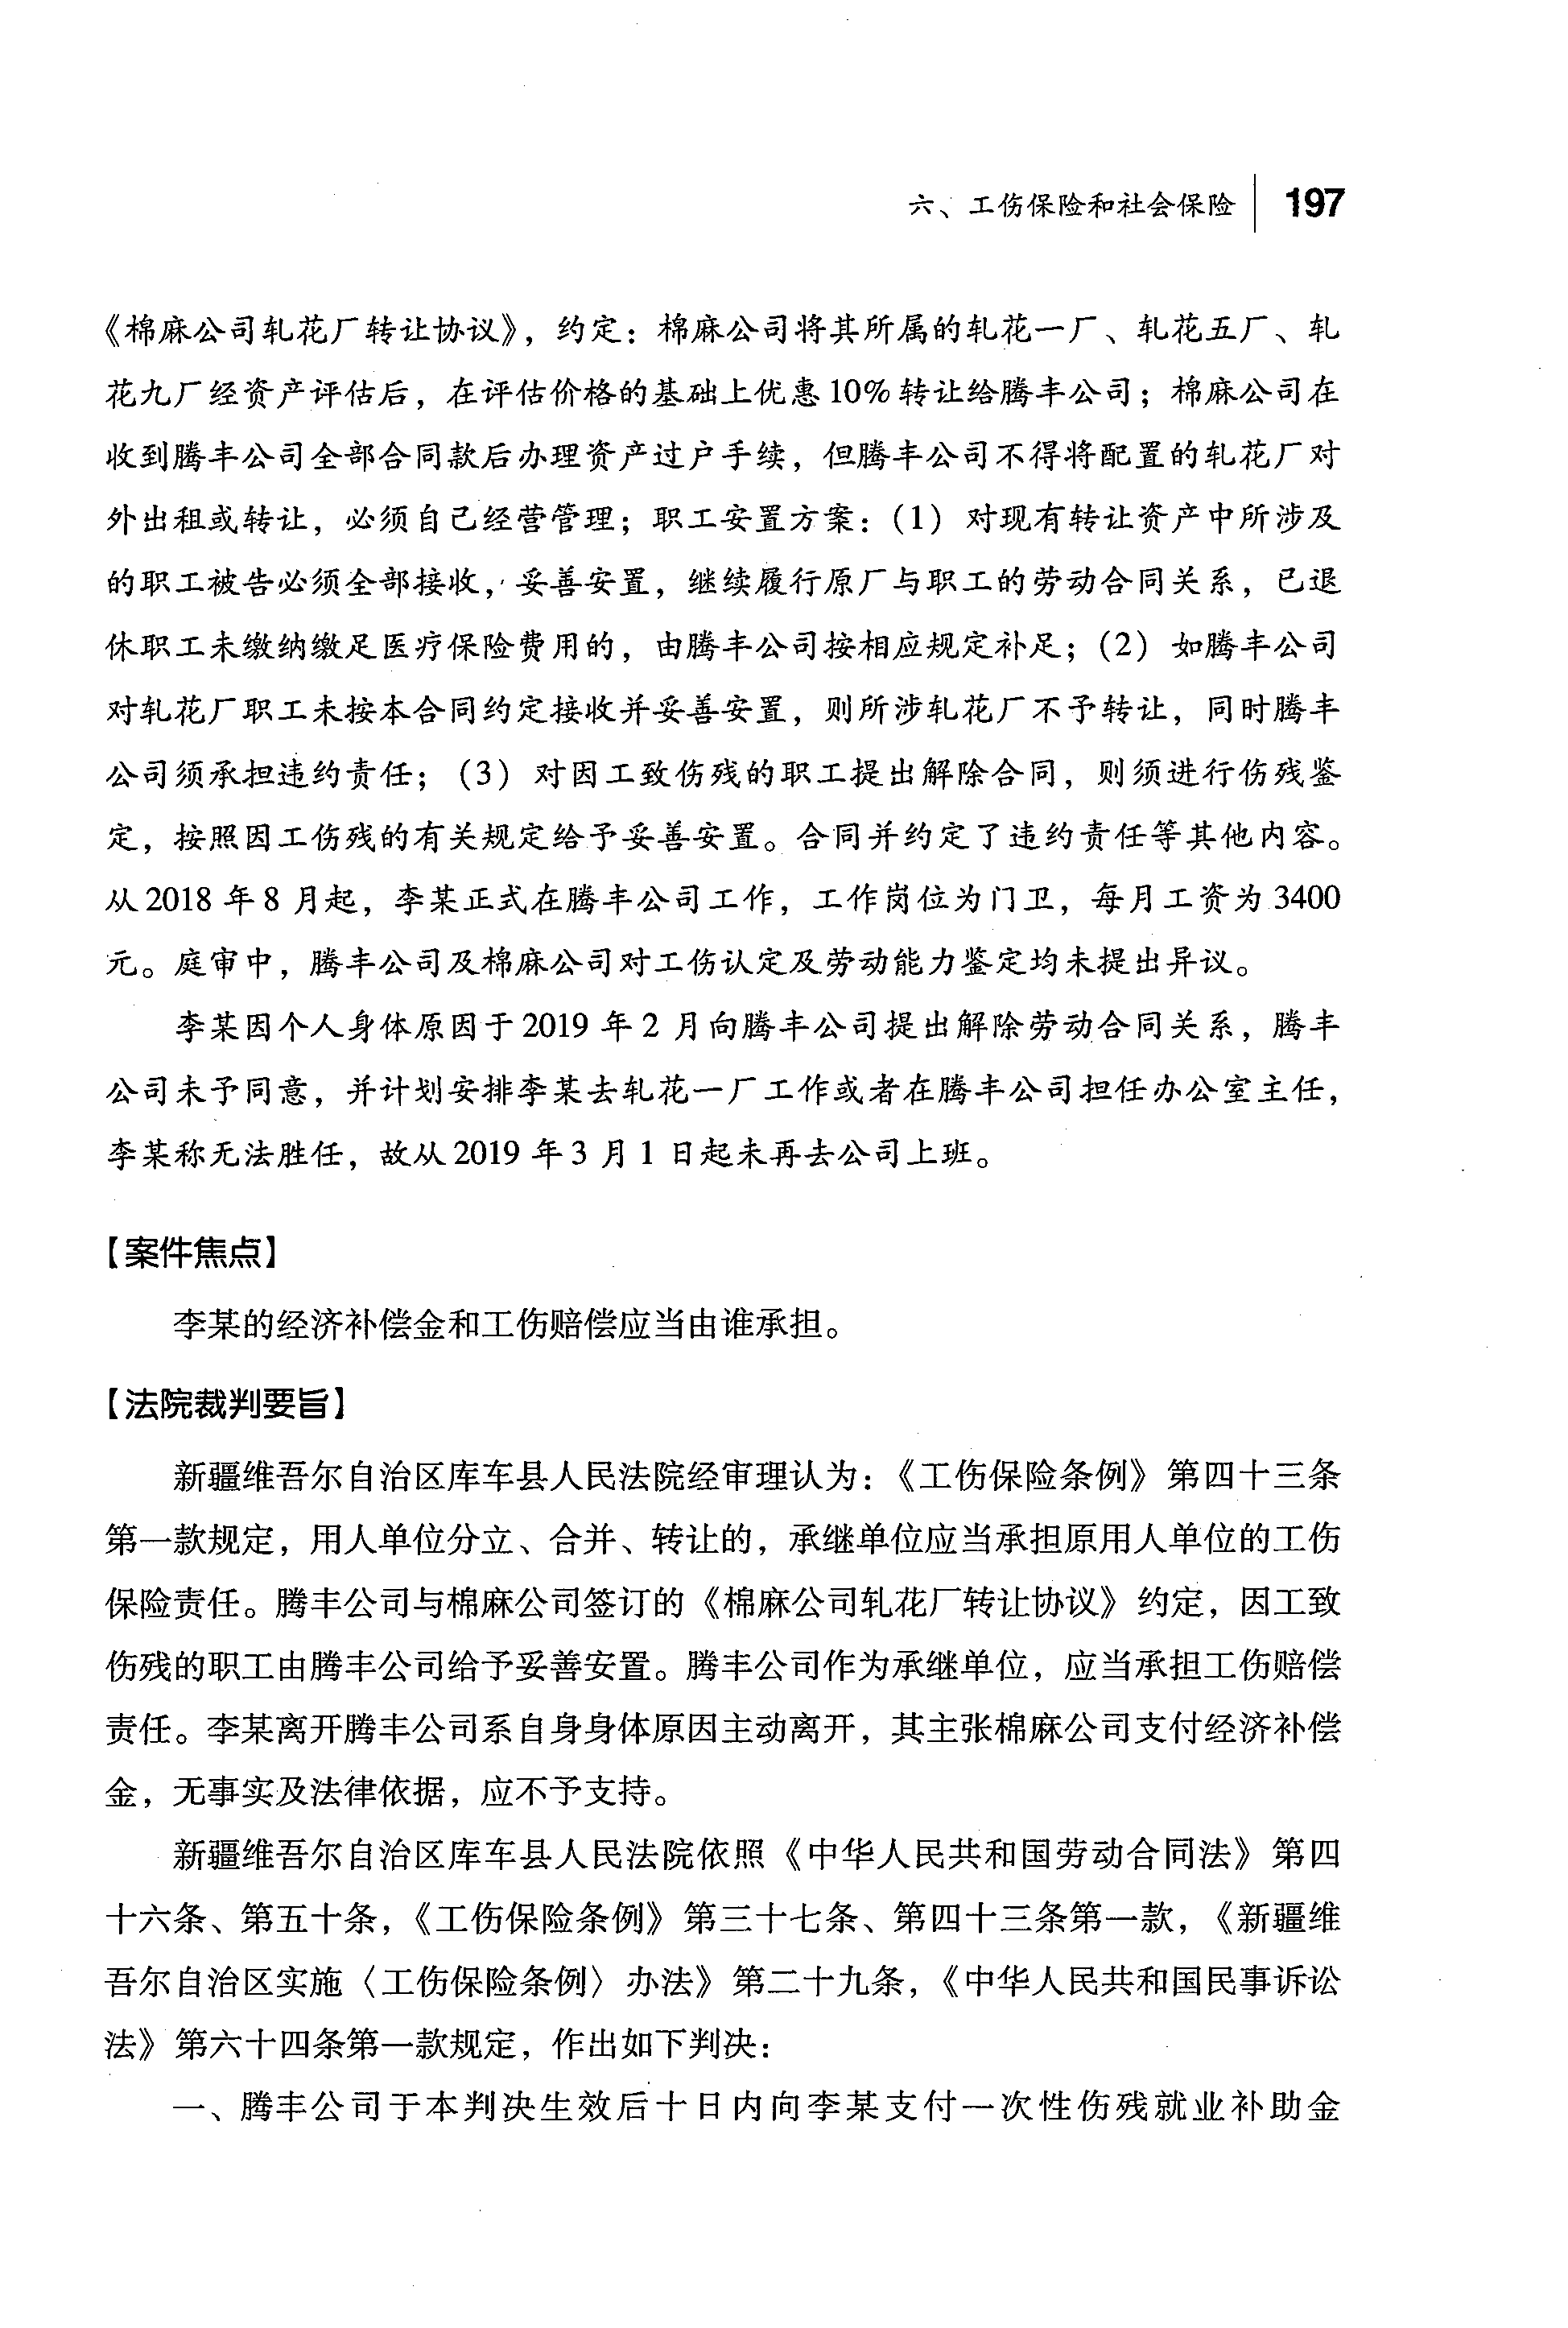 六、工伤保险和社会保险 197
《棉麻公司轧花厂转让协议》，约定：棉麻公司将其所属的轧花一厂、轧花五厂、轧
花九厂经资产评估后，在评估价格的基础上优惠10%转让给腾丰公司；棉麻公司在
收到腾丰公司全部合同款后办理资产过户手续，但腾丰公司不得将配置的轧花厂对
外出租或转让，必须自己经营管理；职工安置方案：（1）对现有转让资产中所涉及
的职工被告必须全部接收，妥善安置，继续履行原厂与职工的劳动合同关系，已退
休职工未缴纳缴足医疗保险费用的，由腾丰公司按相应规定补足；（2）如腾丰公司
对轧花厂职工未按本合同约定接收并妥善安置，则所涉轧花厂不予转让，同时腾丰
公司须承担违约责任；（3）对因工致伤残的职工提出解除合同，则须进行伤残鉴
定，按照因工伤残的有关规定给予妥善安置。合同并约定了违约责任等其他内容。
从2018年8月起，李某正式在腾丰公司工作，工作岗位为门卫，每月工资为3400
元。庭审中，腾丰公司及棉麻公司对工伤认定及劳动能力鉴定均未提出异议。
李某因个人身体原因于2019年2月向腾丰公司提出解除劳动合同关系，腾丰
公司未予同意，并计划安排李某去轧花一厂工作或者在腾丰公司担任办公室主任，
李某称无法胜任，故从2019年3月1日起未再去公司上班。
【案件焦点】
李某的经济补偿金和工伤赔偿应当由谁承担。
【法院裁判要旨】
新疆维吾尔自治区库车县人民法院经审理认为：《工伤保险条例》第四十三条
第一款规定，用人单位分立、合并、转让的，承继单位应当承担原用人单位的工伤
保险责任。腾丰公司与棉麻公司签订的《棉麻公司轧花厂转让协议》约定，因工致
伤残的职工由腾丰公司给予妥善安置。腾丰公司作为承继单位，应当承担工伤赔偿
责任。李某离开腾丰公司系自身身体原因主动离开，其主张棉麻公司支付经济补偿
金，无事实及法律依据，应不予支持。
新疆维吾尔自治区库车县人民法院依照《中华人民共和国劳动合同法》第四
十六条、第五十条，《工伤保险条例》第三十七条、第四十三条第一款，《新疆维
吾尔自治区实施〈工伤保险条例〉办法》第二十九条，《中华人民共和国民事诉讼
法》第六十四条第一款规定，作出如下判决：
一、腾丰公司于本判决生效后十日内向李某支付一次性伤残就业补助金